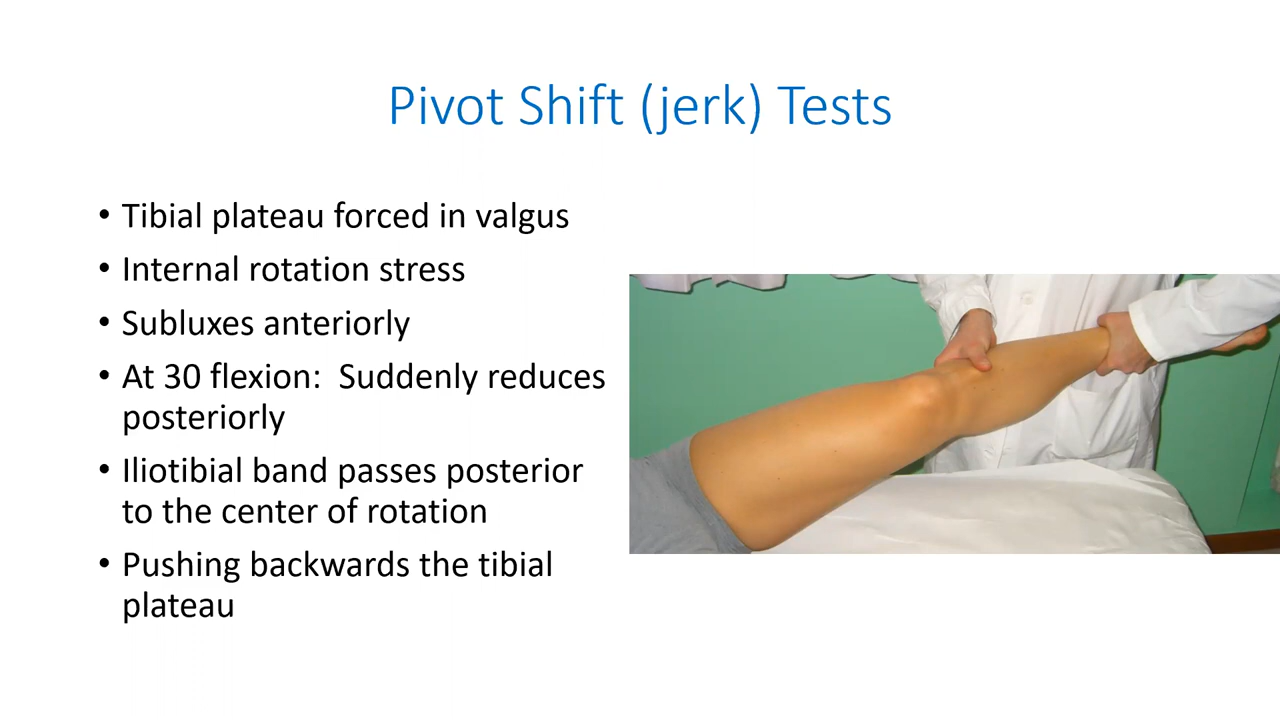 Pivot Shift (jerk) Tests
• Tibial plateau forced in valgus
• Internal rotation stress
• Subluxes anteriorly
• At 30 flexion:  Suddenly reduces
posteriorly
• Iliotibial band passes posterior
to the center of rotation
• Pushing backwards the tibial
plateau